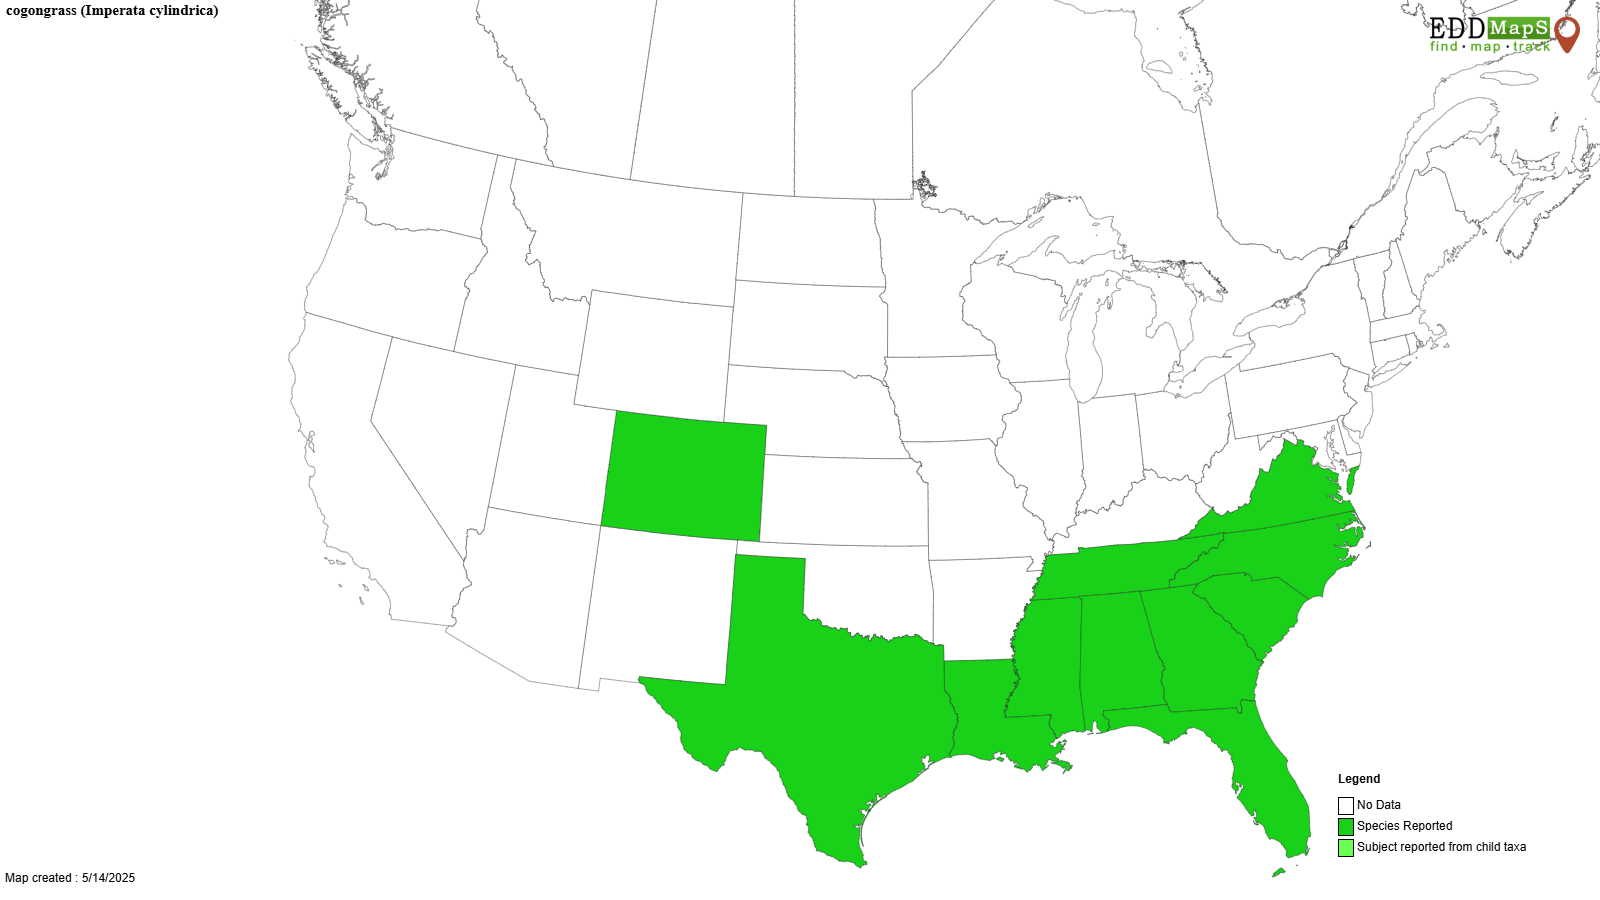 cogongrass (Imperata cylindrica)
EDDMapS
find · map · track
Legend
No Data
Species Reported
Subject reported from child taxa
Map created : 5/14/2025